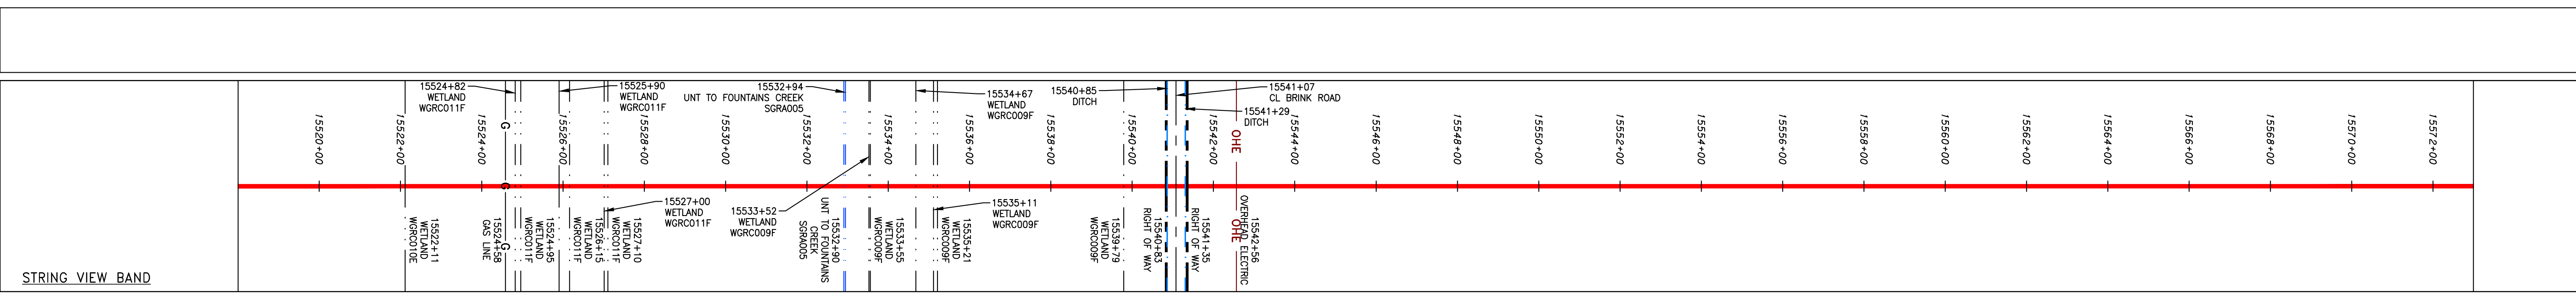 15524+82
WETLAND
WGRC011F
15525+90
WETLAND
WGRC011F
15532+94
UNT TO FOUNTAINS CREEK
SGRA005
15534+67
WETLAND
WGRC009F
15540+85
DITCH
15541+07
CL BRINK ROAD
15541+29
DITCH
15520+00
15522+00
15524+00
15526+00
15528+00
15530+00
15532+00
15534+00
15536+00
15538+00
15540+00
15542+00
15544+00
15546+00
15548+00
15550+00
15552+00
15554+00
15556+00
15558+00
15560+00
15562+00
15564+00
15566+00
15568+00
15570+00
15572+00
G
G
G
OHE
OHE
15522+11
WETLAND
WGRC010E
15524+58
GAS LINE
15524+95
WETLAND
WGRC011F
15526+15
WETLAND
WGRC011F
15527+10
WETLAND
WGRC011F
15527+00
WETLAND
WGRC011F
15533+52
WETLAND
WGRC009F
15532+90
UNT TO FOUNTAINS
CREEK
SGRA005
15533+55
WETLAND
WGRC009F
15535+21
WETLAND
WGRC009F
15535+11
WETLAND
WGRC009F
15539+79
WETLAND
WGRC009F
15540+83
RIGHT OF WAY
15541+35
RIGHT OF WAY
15542+56
OVERHEAD ELECTRIC
STRING VIEW BAND